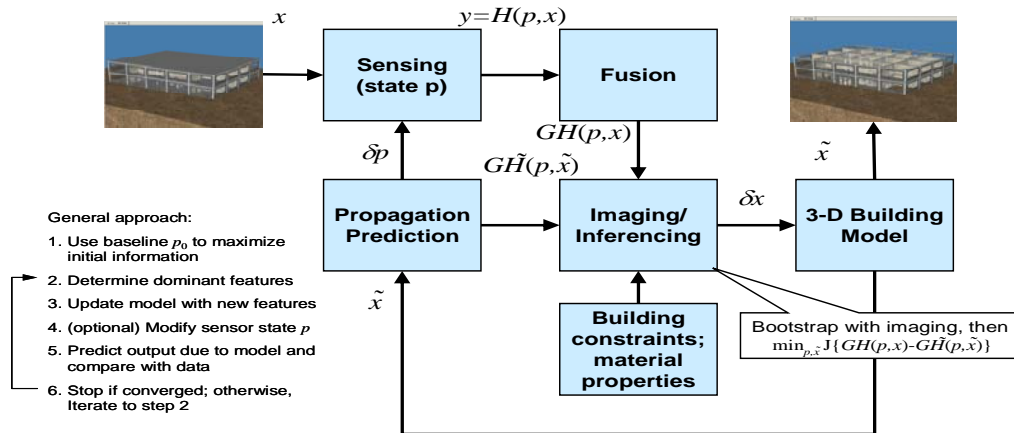 x
y=H(p,x)
Sensing
(state p)
Fusion
GH(p,x)
δp
GH̃(p,x̃)
x̃
Propagation
Prediction
Imaging/
Inferencing
δx
3-D Building
Model
General approach:
1. Use baseline p₀ to maximize
initial information
2. Determine dominant features
3. Update model with new features
4. (optional) Modify sensor state p
5. Predict output due to model and
compare with data
6. Stop if converged; otherwise,
Iterate to step 2
x̃
Building
constraints;
material
properties
Bootstrap with imaging, then
min_{p,x̃} J{GH(p,x)-GH̃(p,x̃)}